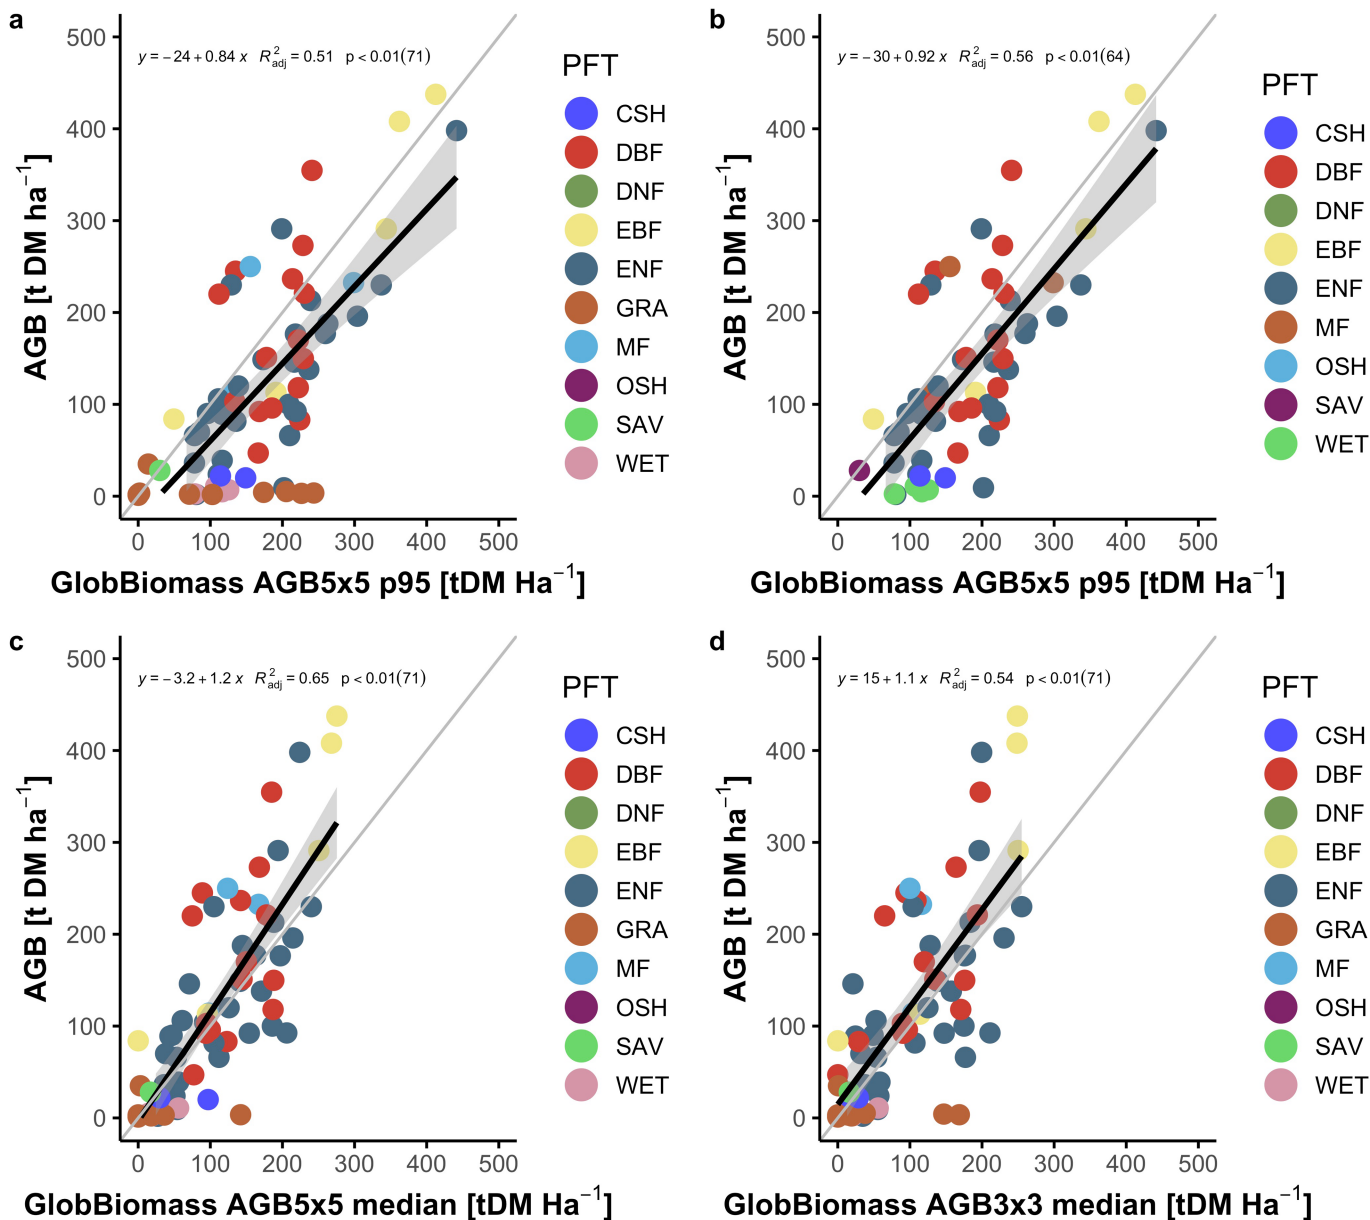 a
y = −24 + 0.84 x R²adj = 0.51 p < 0.01(71)
500
400
300
200
100
0
AGB [t DM ha⁻¹]
0 100 200 300 400 500
GlobBiomass AGB5x5 p95 [tDM Ha⁻¹]
PFT
CSH
DBF
DNF
EBF
ENF
GRA
MF
OSH
SAV
WET
b
y = −30 + 0.92 x R²adj = 0.56 p < 0.01(64)
500
400
300
200
100
0
AGB [t DM ha⁻¹]
0 100 200 300 400 500
GlobBiomass AGB5x5 p95 [tDM Ha⁻¹]
PFT
CSH
DBF
DNF
EBF
ENF
MF
OSH
SAV
WET
c
y = −3.2 + 1.2 x R²adj = 0.65 p < 0.01(71)
500
400
300
200
100
0
AGB [t DM ha⁻¹]
0 100 200 300 400 500
GlobBiomass AGB5x5 median [tDM Ha⁻¹]
PFT
CSH
DBF
DNF
EBF
ENF
GRA
MF
OSH
SAV
WET
d
y = 15 + 1.1 x R²adj = 0.54 p < 0.01(71)
500
400
300
200
100
0
AGB [t DM ha⁻¹]
0 100 200 300 400 500
GlobBiomass AGB3x3 median [tDM Ha⁻¹]
PFT
CSH
DBF
DNF
EBF
ENF
GRA
MF
OSH
SAV
WET